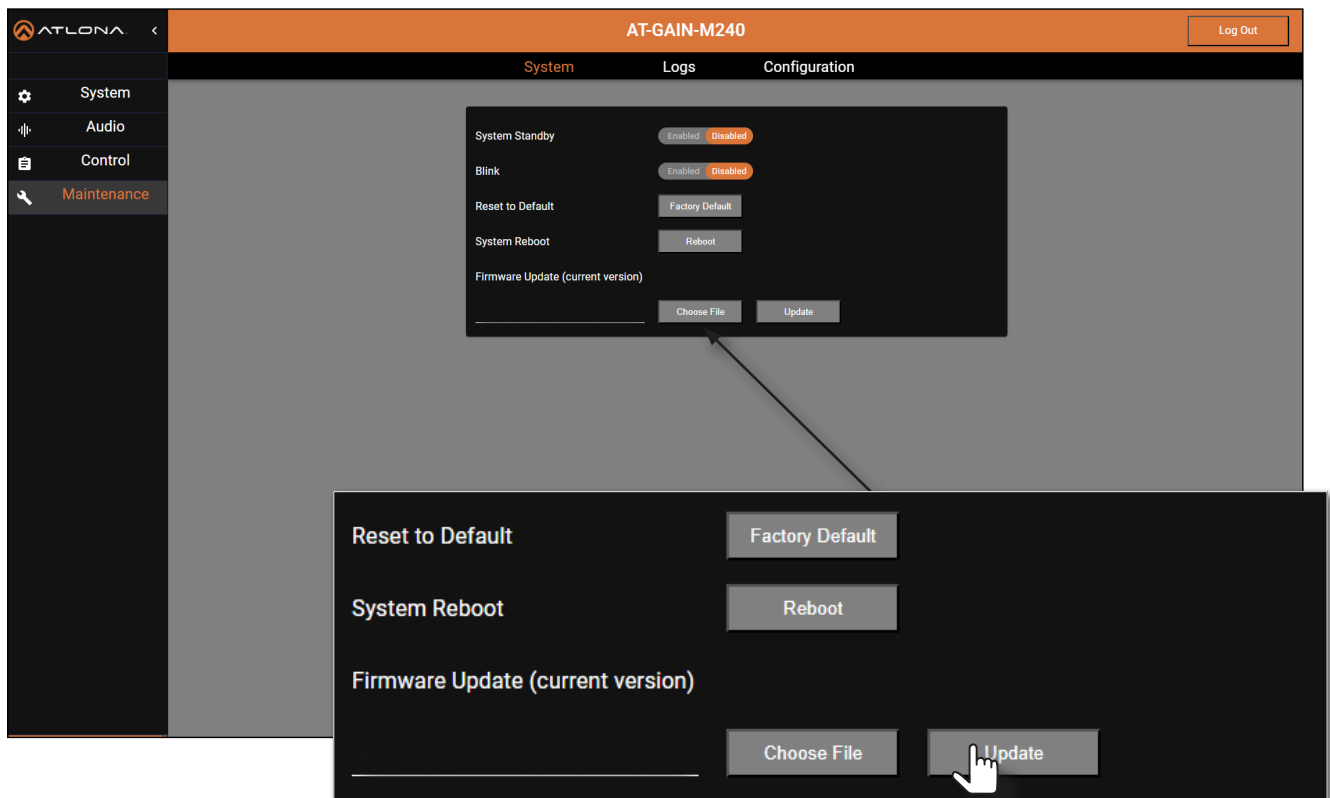 ATLONA
AT-GAIN-M240
Log Out
System Logs Configuration
System
Audio
Control
Maintenance
System Standby Enabled Disabled
Blink Enabled Disabled
Reset to Default Factory Default
System Reboot Reboot
Firmware Update (current version)
Choose File Update
Reset to Default Factory Default
System Reboot Reboot
Firmware Update (current version)
Choose File Update